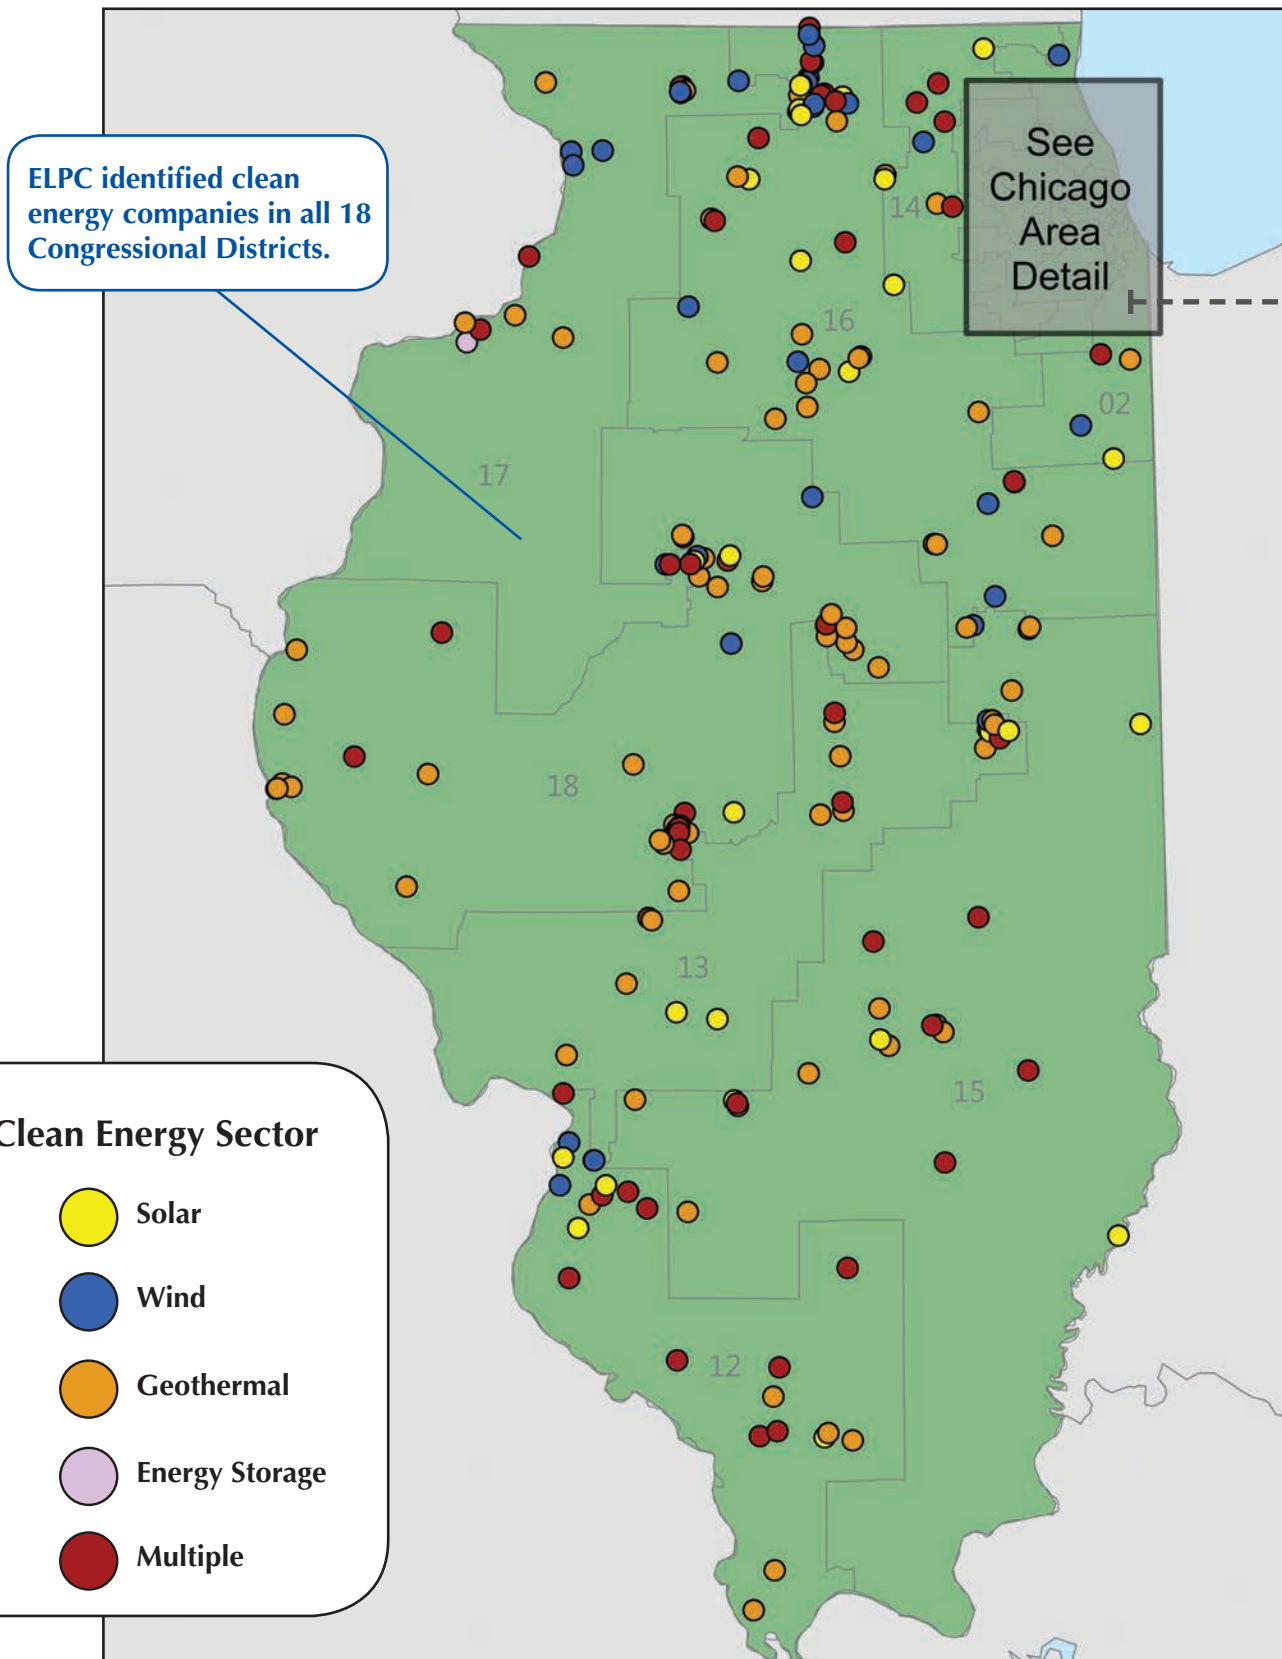 ELPC identified clean
energy companies in all 18
Congressional Districts.
See
Chicago
Area
Detail
14
16
02
17
18
13
15
12
Clean Energy Sector
Solar
Wind
Geothermal
Energy Storage
Multiple